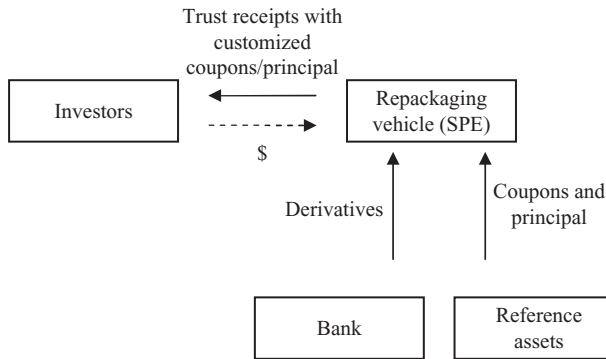 Trust receipts with
customized
coupons/principal
Investors
Repackaging
vehicle (SPE)
$
Derivatives
Coupons and
principal
Bank
Reference
assets